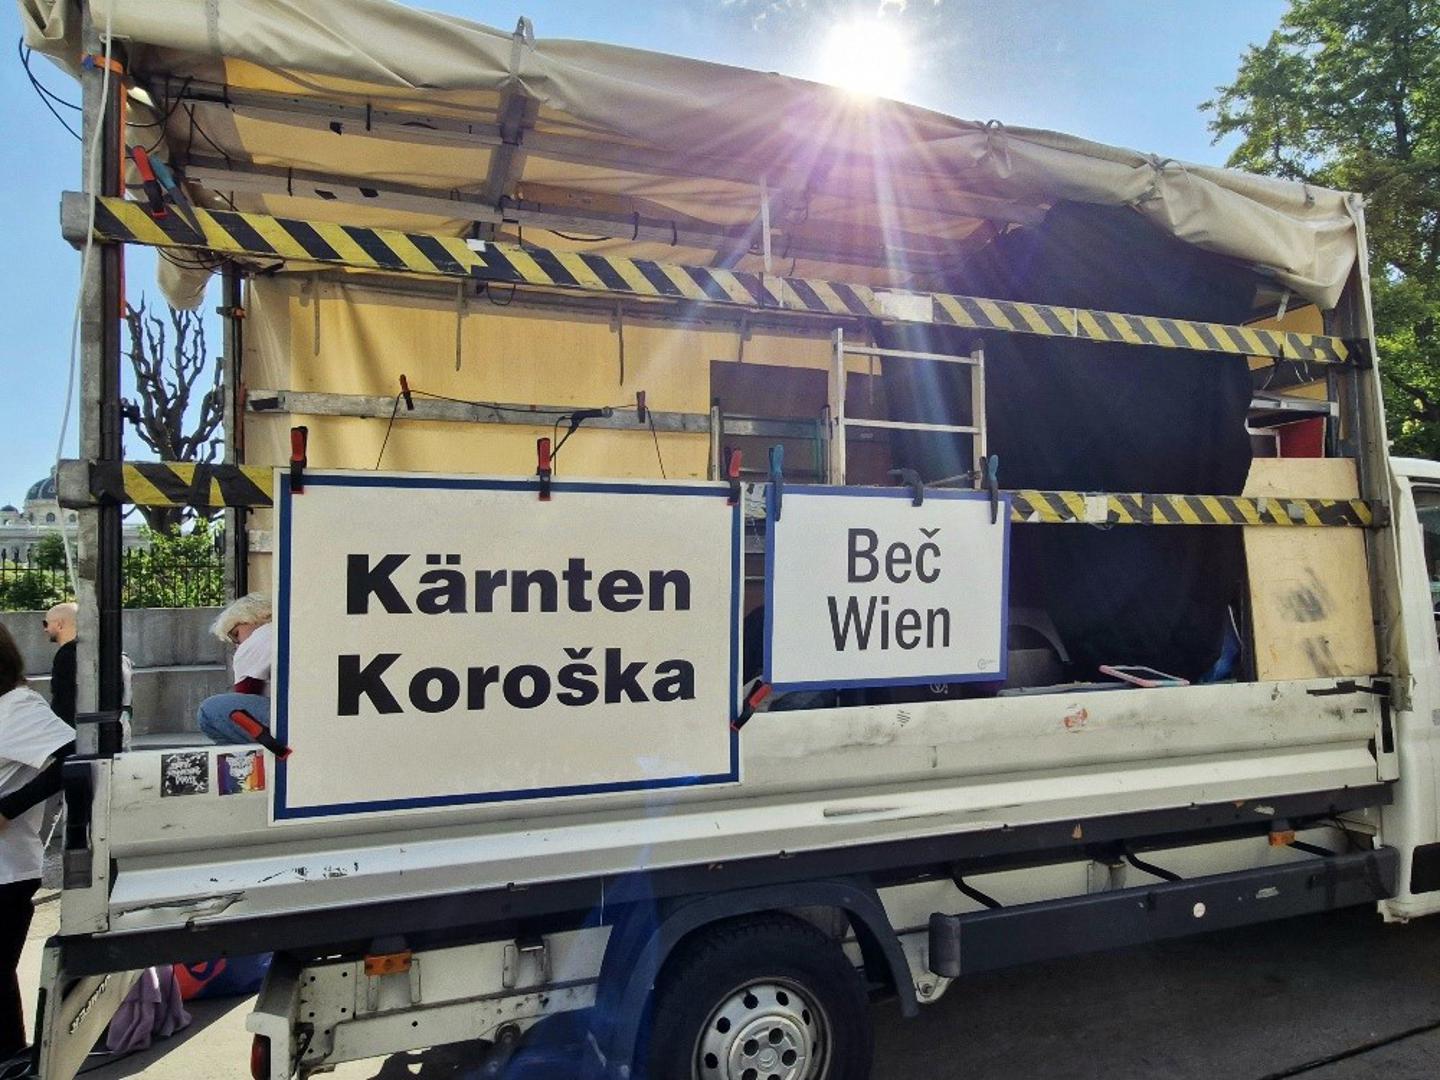 Kärnten
Koroška
Beč
Wien